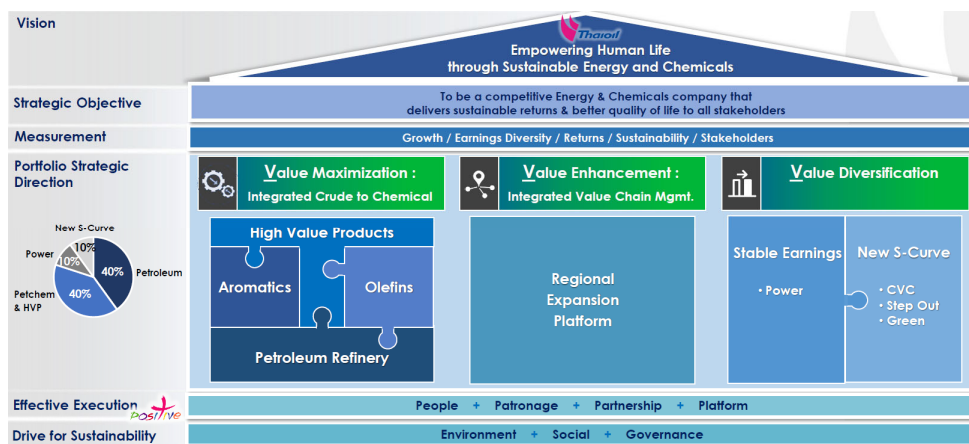 Vision
Thaioil
Empowering Human Life
through Sustainable Energy and Chemicals
Strategic Objective
To be a competitive Energy & Chemicals company that
delivers sustainable returns & better quality of life to all stakeholders
Measurement
Growth / Earnings Diversity / Returns / Sustainability / Stakeholders
Portfolio Strategic
Direction
New S-Curve
10%
Power
10%
40%
Petroleum
Petchem
& HVP
40%
Value Maximization :
Integrated Crude to Chemical
High Value Products
Aromatics
Olefins
Petroleum Refinery
Value Enhancement :
Integrated Value Chain Mgmt.
Regional
Expansion
Platform
Value Diversification
Stable Earnings
• Power
New S-Curve
• CVC
• Step Out
• Green
Effective Execution
positive
People + Patronage + Partnership + Platform
Drive for Sustainability
Environment + Social + Governance